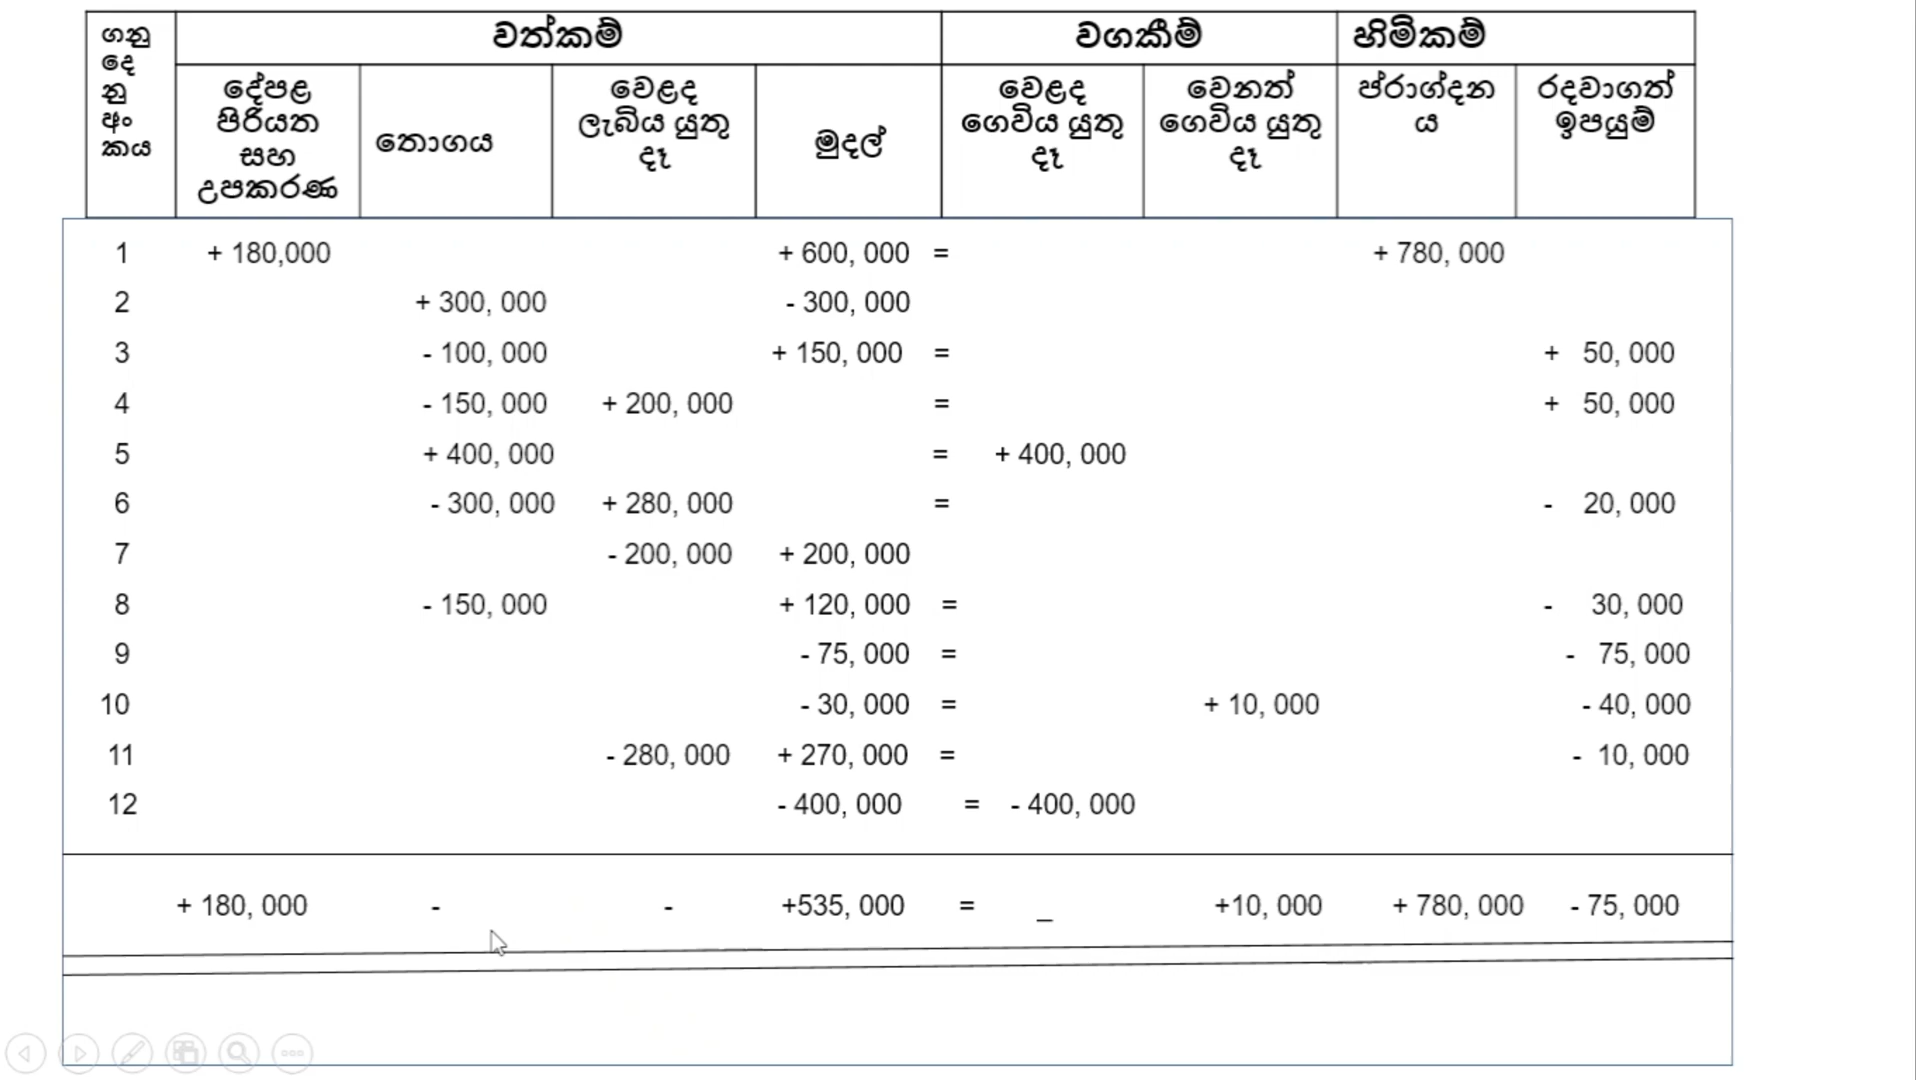 ගනු
දෙ
නු
අං
කය
වත්කම් වගකීම් හිමිකම්
දේපළ
පිරියත
සහ
උපකරණ
තොගය
වෙළඳ
ලැබිය යුතු
දෑ
මුදල්
වෙළඳ
ගෙවිය යුතු
දෑ
වෙනත්
ගෙවිය යුතු
දෑ
ප්රාග්දන
ය
රදවාගත්
ඉපයුම්
1 + 180,000 + 600, 000 = + 780, 000
2 + 300, 000 - 300, 000
3 - 100, 000 + 150, 000 = + 50, 000
4 - 150, 000 + 200, 000 = + 50, 000
5 + 400, 000 = + 400, 000
6 - 300, 000 + 280, 000 = - 20, 000
7 - 200, 000 + 200, 000
8 - 150, 000 + 120, 000 = - 30, 000
9 - 75, 000 = - 75, 000
10 - 30, 000 = + 10, 000 - 40, 000
11 - 280, 000 + 270, 000 = - 10, 000
12 - 400, 000 = - 400, 000
+ 180, 000 - - +535, 000 = _ +10, 000 + 780, 000 - 75, 000